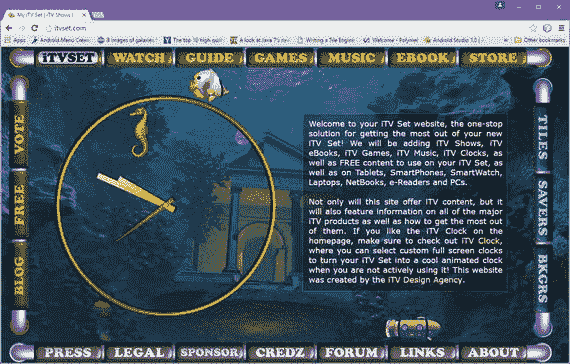 My iTV Set | iTV Shows |
itvset.com
Apps
Android Menu Creen
8 images of galaxies
The top 10 high
A look at Java 7's new
Writing a Tile Engine
Welcome - Polymer
Android Studio 1.0
Other bookmarks
iTVSET WATCH GUIDE GAMES MUSIC EBOOK STORE
VOTE
FREE
BLOG
Welcome to your iTV Set website, the one-stop
solution for getting the most out of your new
iTV Set! We will be adding iTV Shows, iTV
eBooks, iTV Games, iTV Music, iTV Clocks, as
well as FREE content to use on your iTV Set, as
well as on Tablets, SmartPhones, SmartWatch,
Laptops, NetBooks, e-Readers and PCs.
Not only will this site offer iTV content, but it
will also feature information on all of the major
iTV products as well as how to get the most out
of them. If you like the iTV Clock on the
homepage, make sure to check out iTV Clock,
where you can select custom full screen clocks
to turn your iTV Set into a cool animated clock
when you are not actively using it! This website
was created by the iTV Design Agency.
TILES
SAVERS
BKGRS
PRESS LEGAL SPONSOR CREDZ FORUM LINKS ABOUT